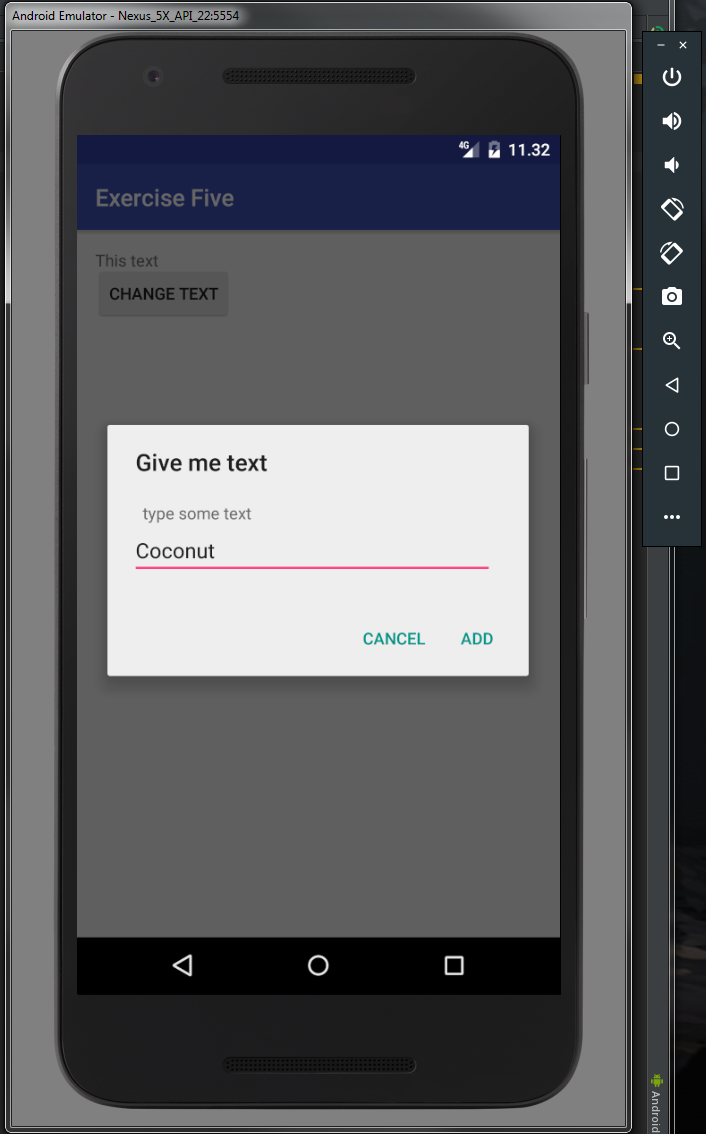 Android Emulator - Nexus_5X_API_22:5554
4G 11.32
Exercise Five
This text
CHANGE TEXT
Give me text
type some text
Coconut
CANCEL ADD
Android